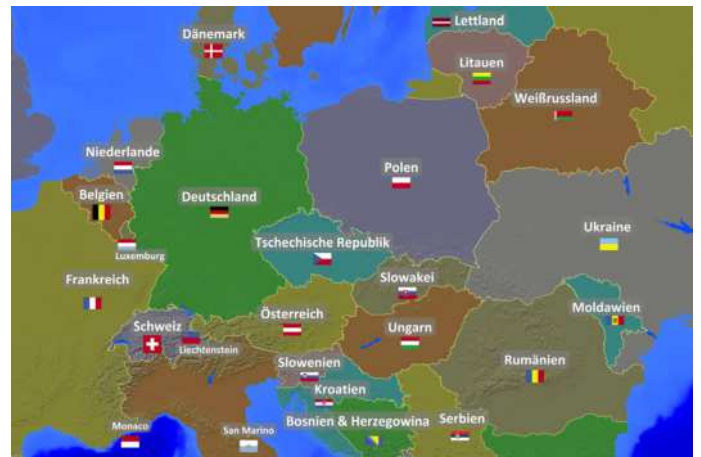 Lettland
Dänemark
Litauen
Weißrussland
Niederlande
Polen
Belgien
Deutschland
Ukraine
Tschechische Republik
Luxemburg
Frankreich
Slowakei
Moldawien
Österreich
Schweiz
Ungarn
Liechtenstein
Rumänien
Slowenien
Kroatien
Bosnien & Herzegowina
Serbien
Monaco
San Marino